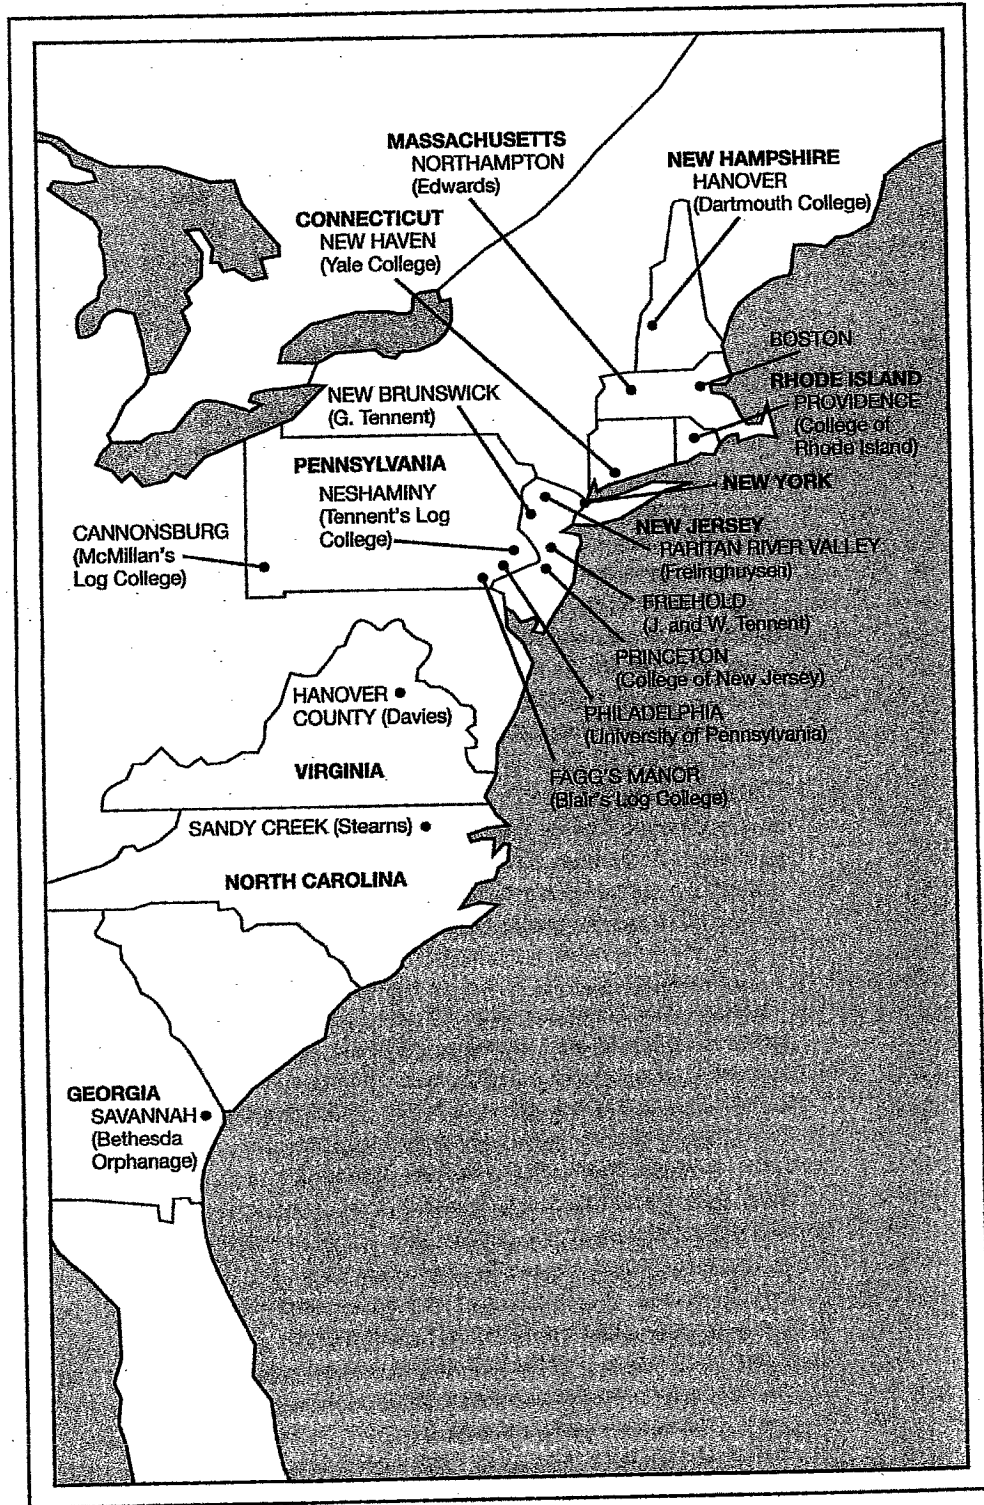 MASSACHUSETTS
NORTHAMPTON
(Edwards)
NEW HAMPSHIRE
HANOVER
(Dartmouth College)
CONNECTICUT
NEW HAVEN
(Yale College)
BOSTON
RHODE ISLAND
PROVIDENCE
(College of
Rhode Island)
NEW BRUNSWICK
(G. Tennent)
PENNSYLVANIA
NESHAMINY
(Tennent's Log
College)
NEW YORK
CANNONSBURG
(McMillan's
Log College)
NEW JERSEY
RARITAN RIVER VALLEY
(Frelinghuysen)
FREEHOLD
(J. and W. Tennent)
PRINCETON
(College of New Jersey)
PHILADELPHIA
(University of Pennsylvania)
FAGG'S MANOR
(Blair's Log College)
HANOVER
COUNTY (Davies)
VIRGINIA
SANDY CREEK (Stearns)
NORTH CAROLINA
GEORGIA
SAVANNAH
(Bethesda
Orphanage)